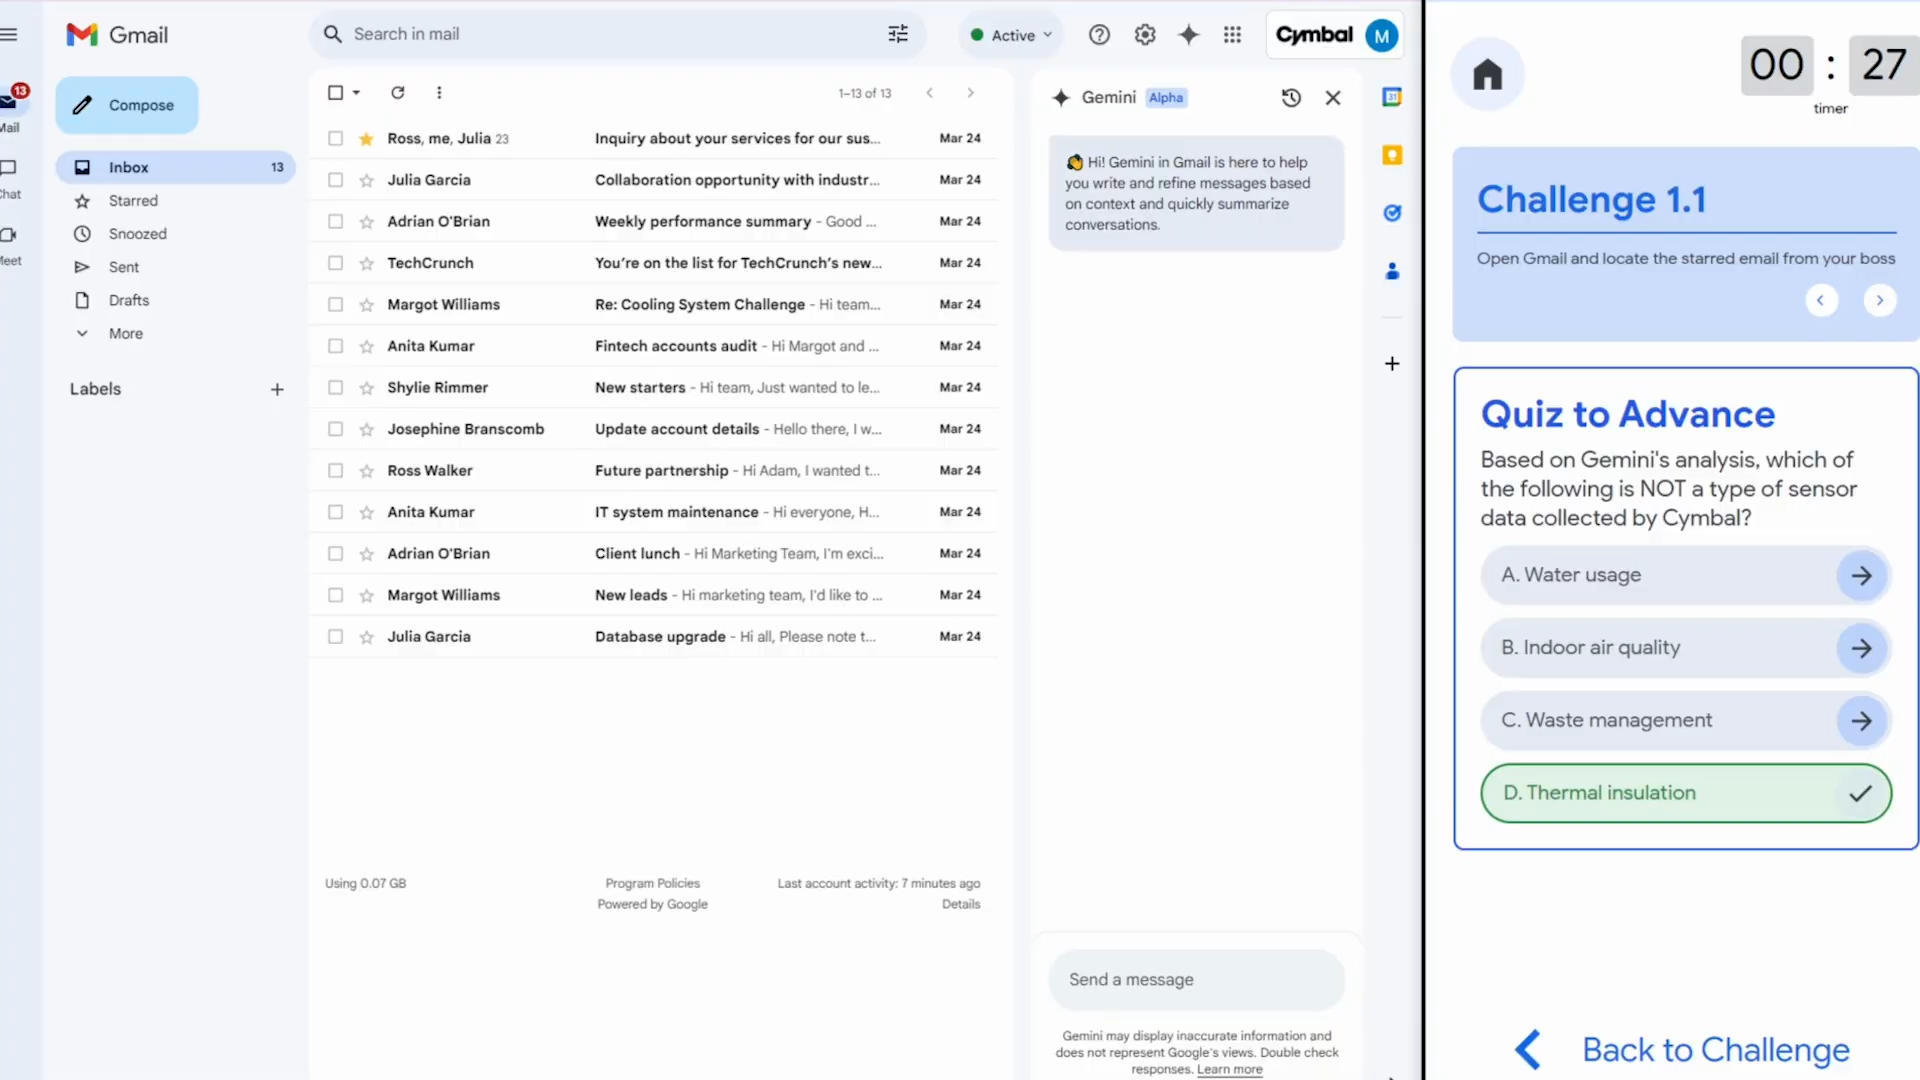 Gmail
Search in mail
Active
Cymbal
M
13
Mail
Chat
Meet
Compose
Inbox 13
Starred
Snoozed
Sent
Drafts
More
Labels
1–13 of 13
Ross, me, Julia 23 Inquiry about your services for our sus... Mar 24
Julia Garcia Collaboration opportunity with industr... Mar 24
Adrian O'Brian Weekly performance summary - Good ... Mar 24
TechCrunch You're on the list for TechCrunch's new... Mar 24
Margot Williams Re: Cooling System Challenge - Hi team... Mar 24
Anita Kumar Fintech accounts audit - Hi Margot and ... Mar 24
Shylie Rimmer New starters - Hi team, Just wanted to le... Mar 24
Josephine Branscomb Update account details - Hello there, I w... Mar 24
Ross Walker Future partnership - Hi Adam, I wanted t... Mar 24
Anita Kumar IT system maintenance - Hi everyone, H... Mar 24
Adrian O'Brian Client lunch - Hi Marketing Team, I'm exci... Mar 24
Margot Williams New leads - Hi marketing team, I'd like to ... Mar 24
Julia Garcia Database upgrade - Hi all, Please note t... Mar 24
Using 0.07 GB
Program Policies
Powered by Google
Last account activity: 7 minutes ago
Details
Gemini Alpha
Hi! Gemini in Gmail is here to help
you write and refine messages based
on context and quickly summarize
conversations.
Send a message
Gemini may display inaccurate information and
does not represent Google's views. Double check
responses. Learn more
31
00 : 27
timer
Challenge 1.1
Open Gmail and locate the starred email from your boss
Quiz to Advance
Based on Gemini's analysis, which of
the following is NOT a type of sensor
data collected by Cymbal?
A. Water usage
B. Indoor air quality
C. Waste management
D. Thermal insulation
Back to Challenge